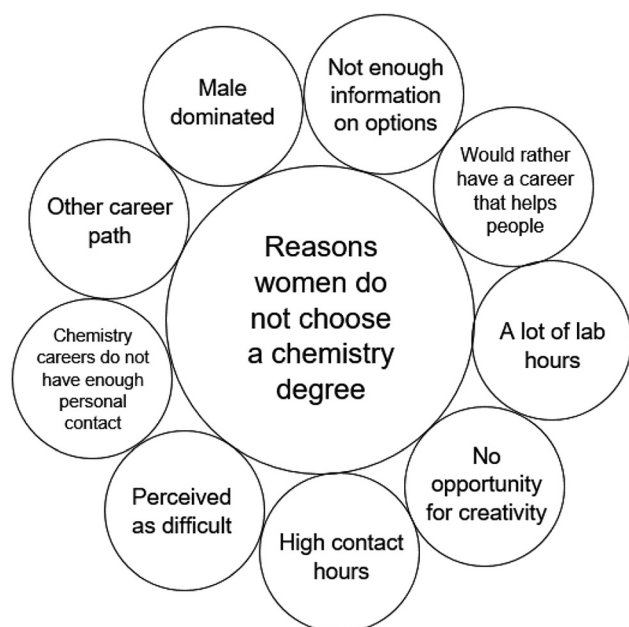 Reasons
women do
not choose
a chemistry
degree
Male
dominated
Not enough
information
on options
Would rather
have a career
that helps
people
A lot of lab
hours
No
opportunity
for creativity
High contact
hours
Perceived
as difficult
Chemistry
careers do not
have enough
personal
contact
Other career
path